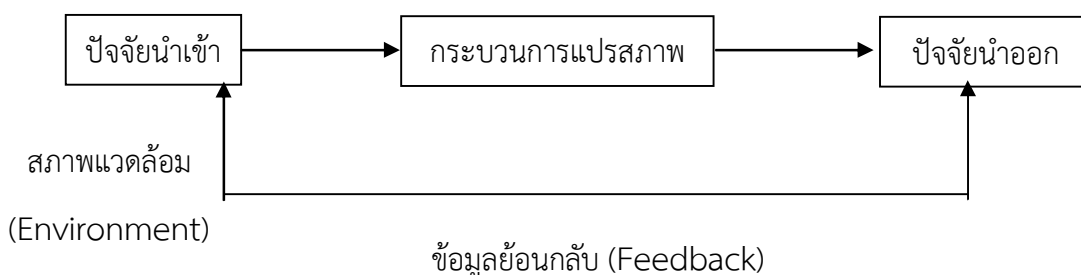 ปัจจัยนำเข้า
กระบวนการแปรสภาพ
ปัจจัยนำออก
สภาพแวดล้อม
(Environment)
ข้อมูลย้อนกลับ (Feedback)